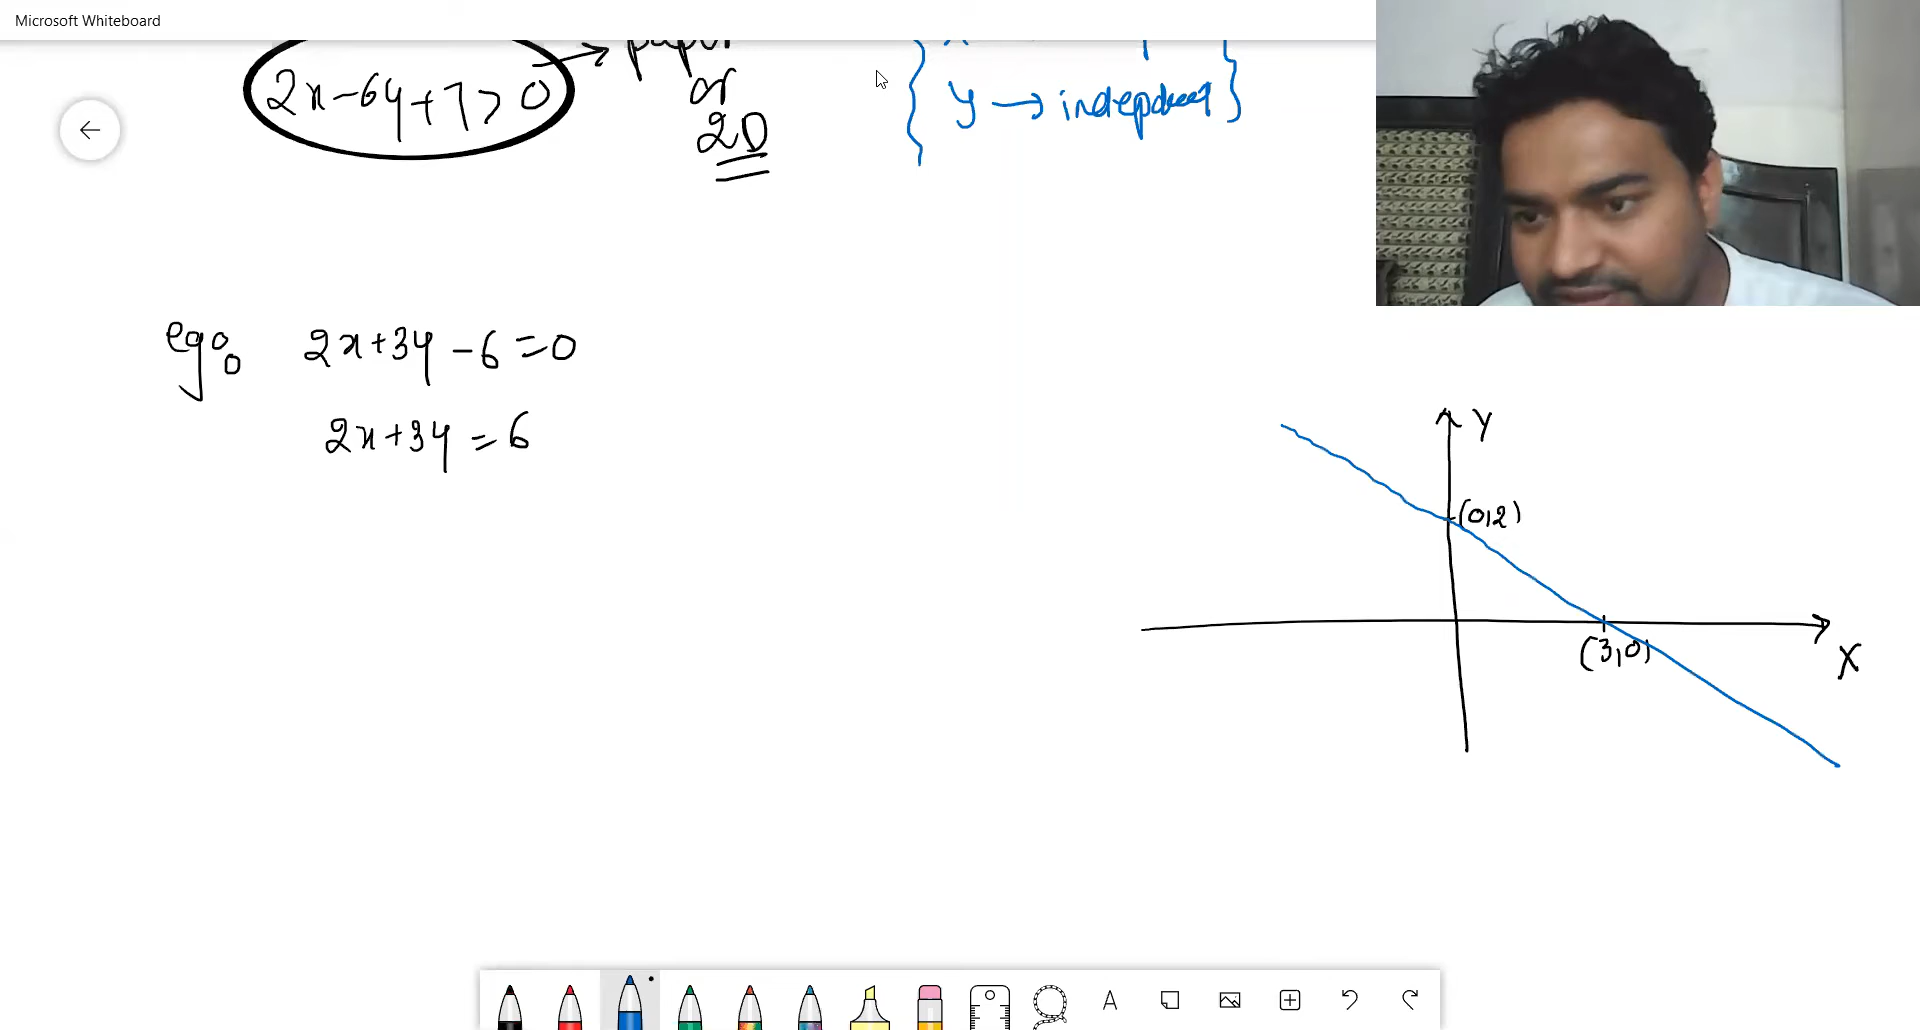 Microsoft Whiteboard
2x-6y+7>0
or
2D
y → independent
eg:
2x+3y-6=0
2x+3y=6
Y
(0,2)
(3,0)
X
A